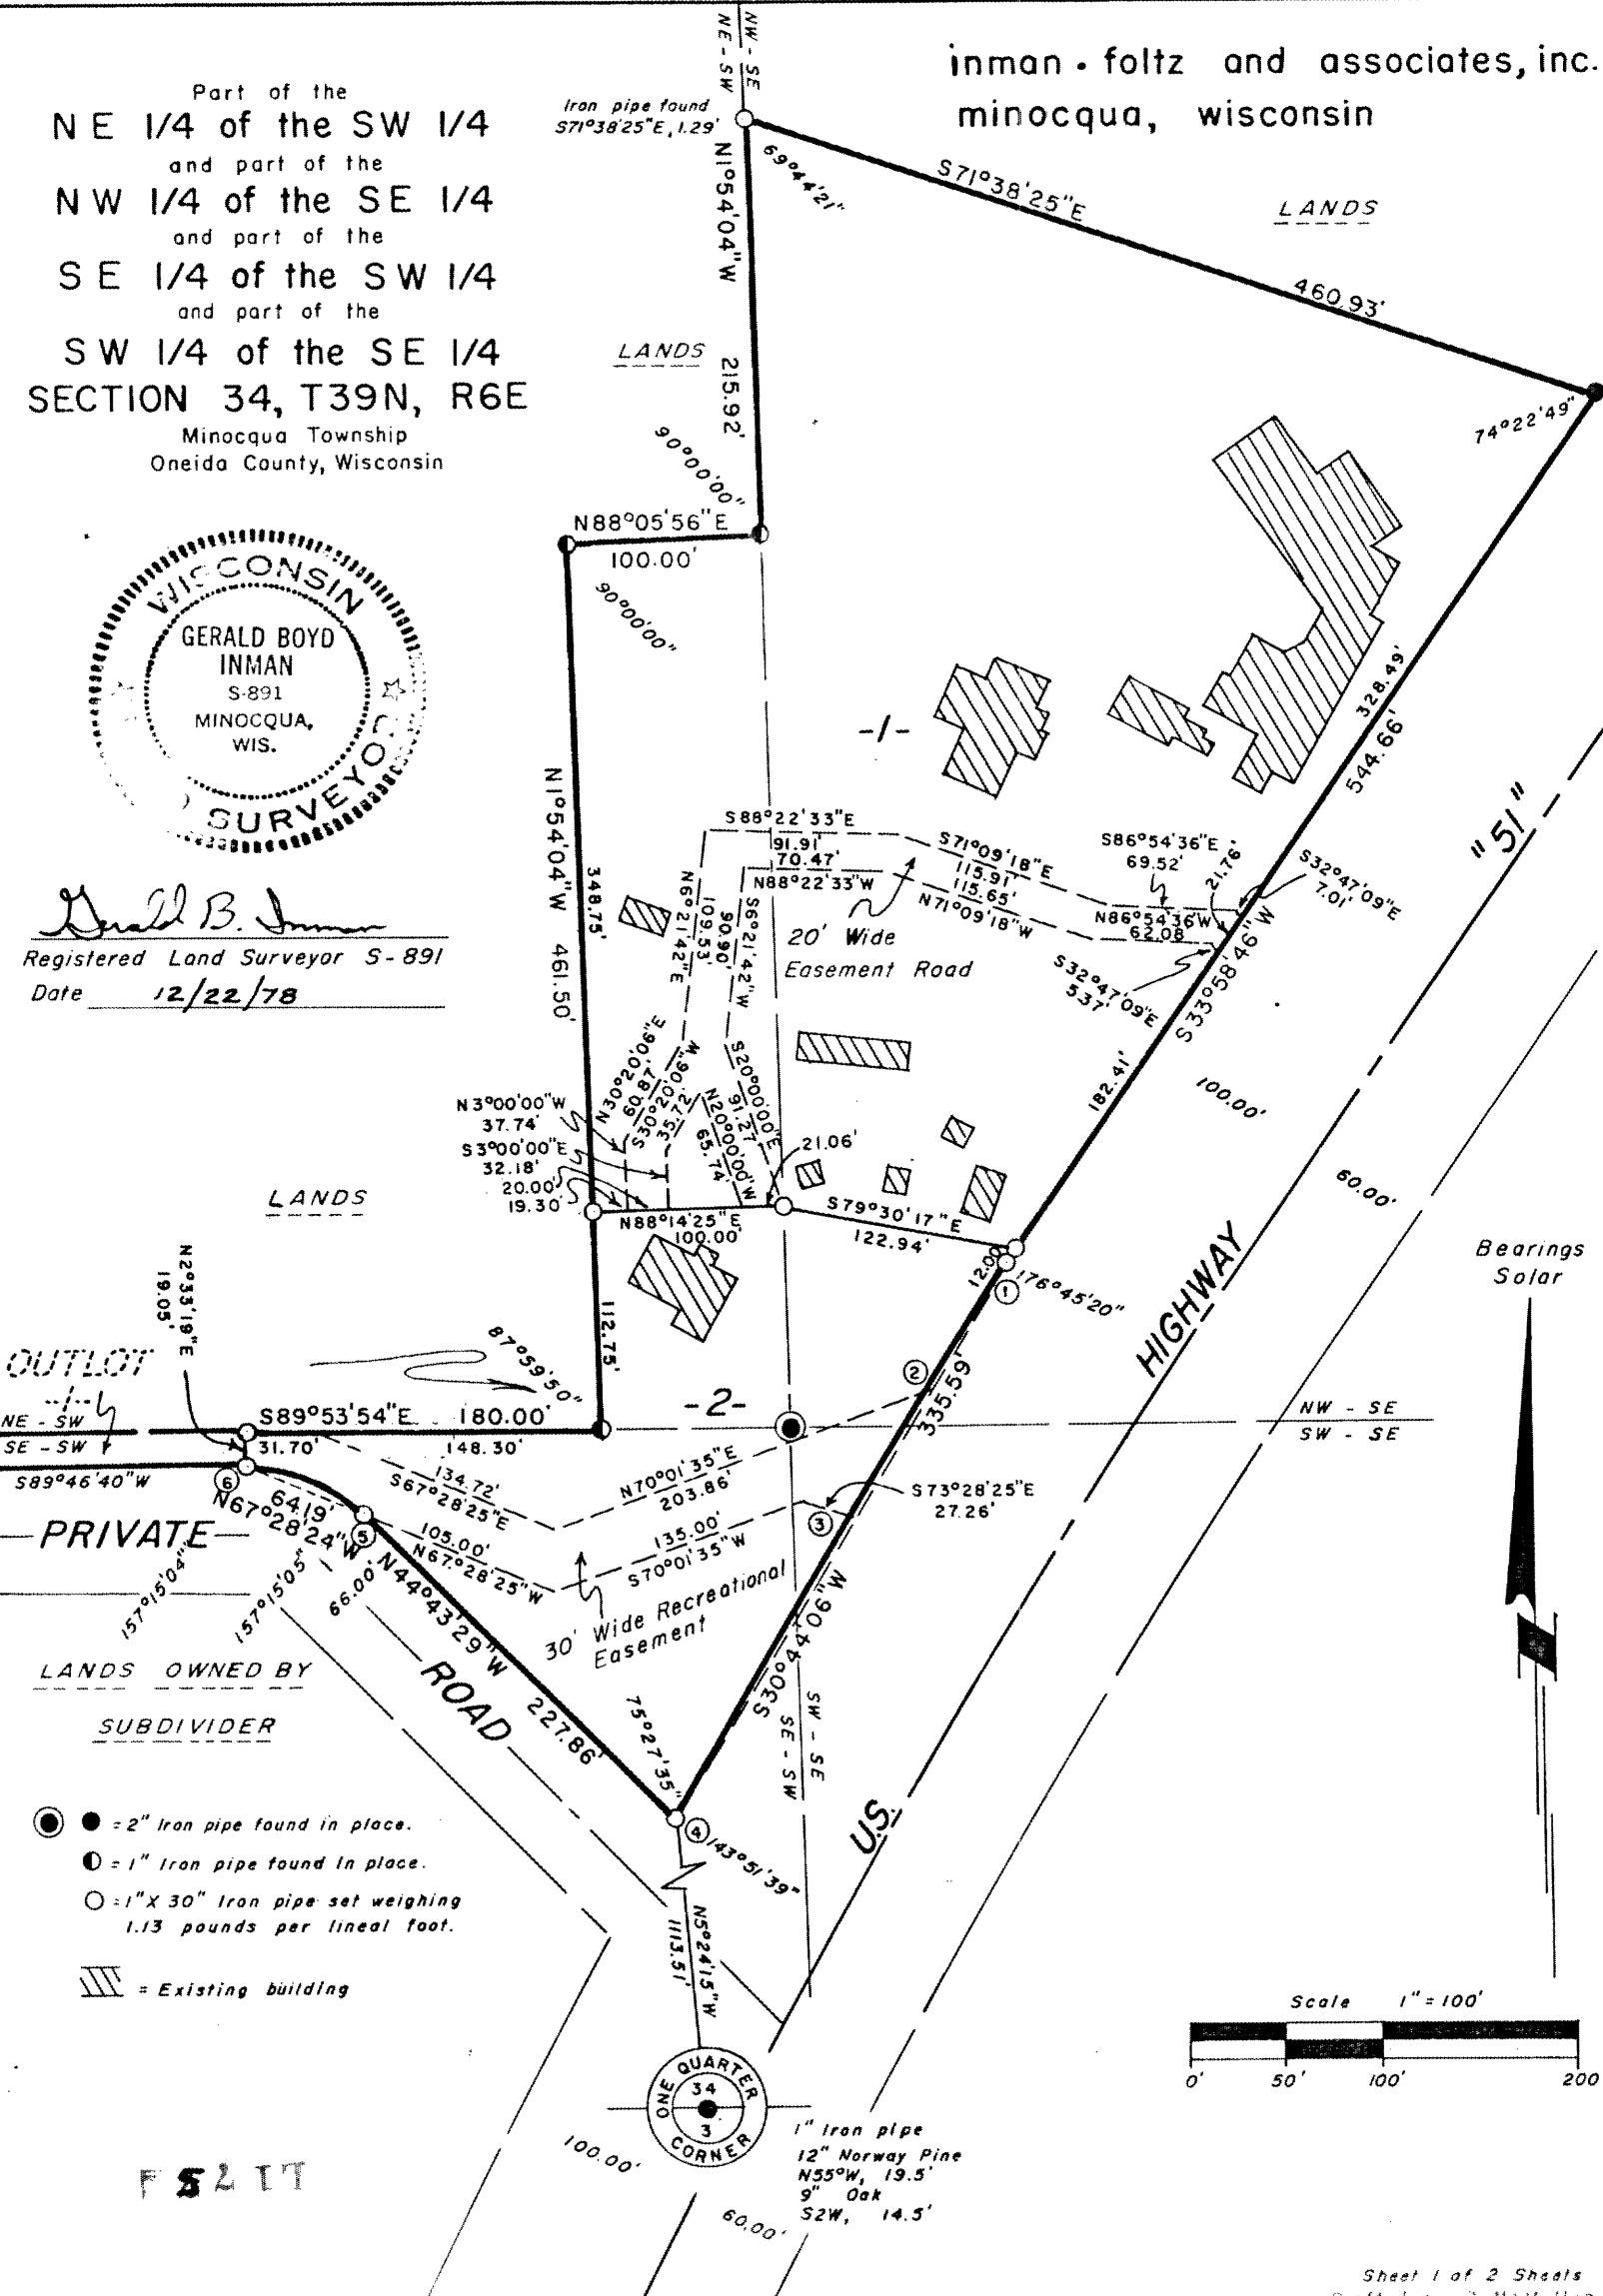 inman • foltz and associates, inc.
minocqua, wisconsin
Part of the
NE 1/4 of the SW 1/4
and part of the
NW 1/4 of the SE 1/4
and part of the
SE 1/4 of the SW 1/4
and part of the
SW 1/4 of the SE 1/4
SECTION 34, T39N, R6E
Minocqua Township
Oneida County, Wisconsin
WISCONSIN
GERALD BOYD
INMAN
S-891
MINOCQUA,
WIS.
SURVEYOR
Gerald B. Inman
Registered Land Surveyor S-891
Date 12/22/78
NW - SE
NE - SW
Iron pipe found
S71°38'25"E, 1.29'
69°44'21"
S71°38'25"E
460.93'
LANDS
N1°54'04"W
215.92'
LANDS
90°00'00"
74°22'49"
N88°05'56"E
100.00'
90°00'00"
-1-
328.49'
544.66'
"51"
N1°54'04"W 461.50'
348.75'
S88°22'33"E
91.91'
70.47'
N88°22'33"W
S71°09'18"E
115.91'
115.65'
N71°09'18"W
S86°54'36"E
69.52'
21.76'
S32°47'09"E
7.01'
N86°54'36"W
62.08
S32°47'09"E
5.37'
S33°58'46"W
N6°21'42"E
109.53'
90.90'
S6°21'42"W
20' Wide
Easement Road
N30°20'06"E
60.87'
S30°20'06"W
35.72'
S20°00'00"E
91.27'
N20°00'00"W
65.74'
N3°00'00"W
37.74'
S3°00'00"E
32.18'
20.00'
19.30'
21.06'
182.41'
100.00'
60.00'
LANDS
N88°14'25"E
100.00'
S79°30'17"E
122.94'
12.00
1
176°45'20"
HIGHWAY
Bearings
Solar
N2°33'19"E
19.05'
OUTLOT
-1-
87°59'50"
112.75'
-2-
2
335.59'
NE - SW
SE - SW
S89°53'54"E 180.00'
31.70'
148.30'
NW - SE
SW - SE
S89°46'40"W
6
64.19'
N67°28'24"W
5
134.72'
S67°28'25"E
N70°01'35"E
203.86'
S73°28'25"E
27.26'
3
105.00'
N67°28'25"W
135.00'
S70°01'35"W
PRIVATE
157°15'04"
157°15'05"
66.00'
N44°43'29"W 227.86'
30' Wide Recreational
Easement
S30°44'06"W
LANDS OWNED BY
SUBDIVIDER
ROAD
75°27'35"
SW - SE
SE - SW
4
143°51'39"
U.S.
N
= 2" Iron pipe found in place.
= 1" Iron pipe found in place.
= 1" X 30" Iron pipe set weighing
1.13 pounds per lineal foot.
= Existing building
N5°24'15"W
1113.51'
Scale 1"=100'
0' 50' 100' 200
ONE QUARTER
34
3
CORNER
1" Iron pipe
12" Norway Pine
N55°W, 19.5'
9" Oak
S2W, 14.5'
100.00'
60.00'
Sheet 1 of 2 Sheets